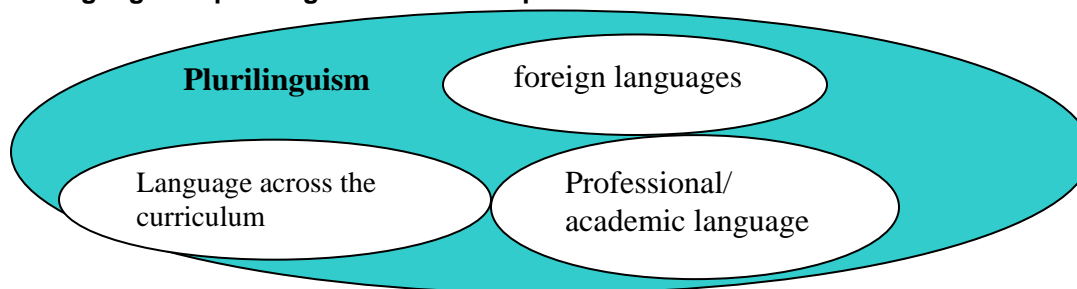 Plurilinguism
foreign languages
Language across the
curriculum
Professional/
academic language